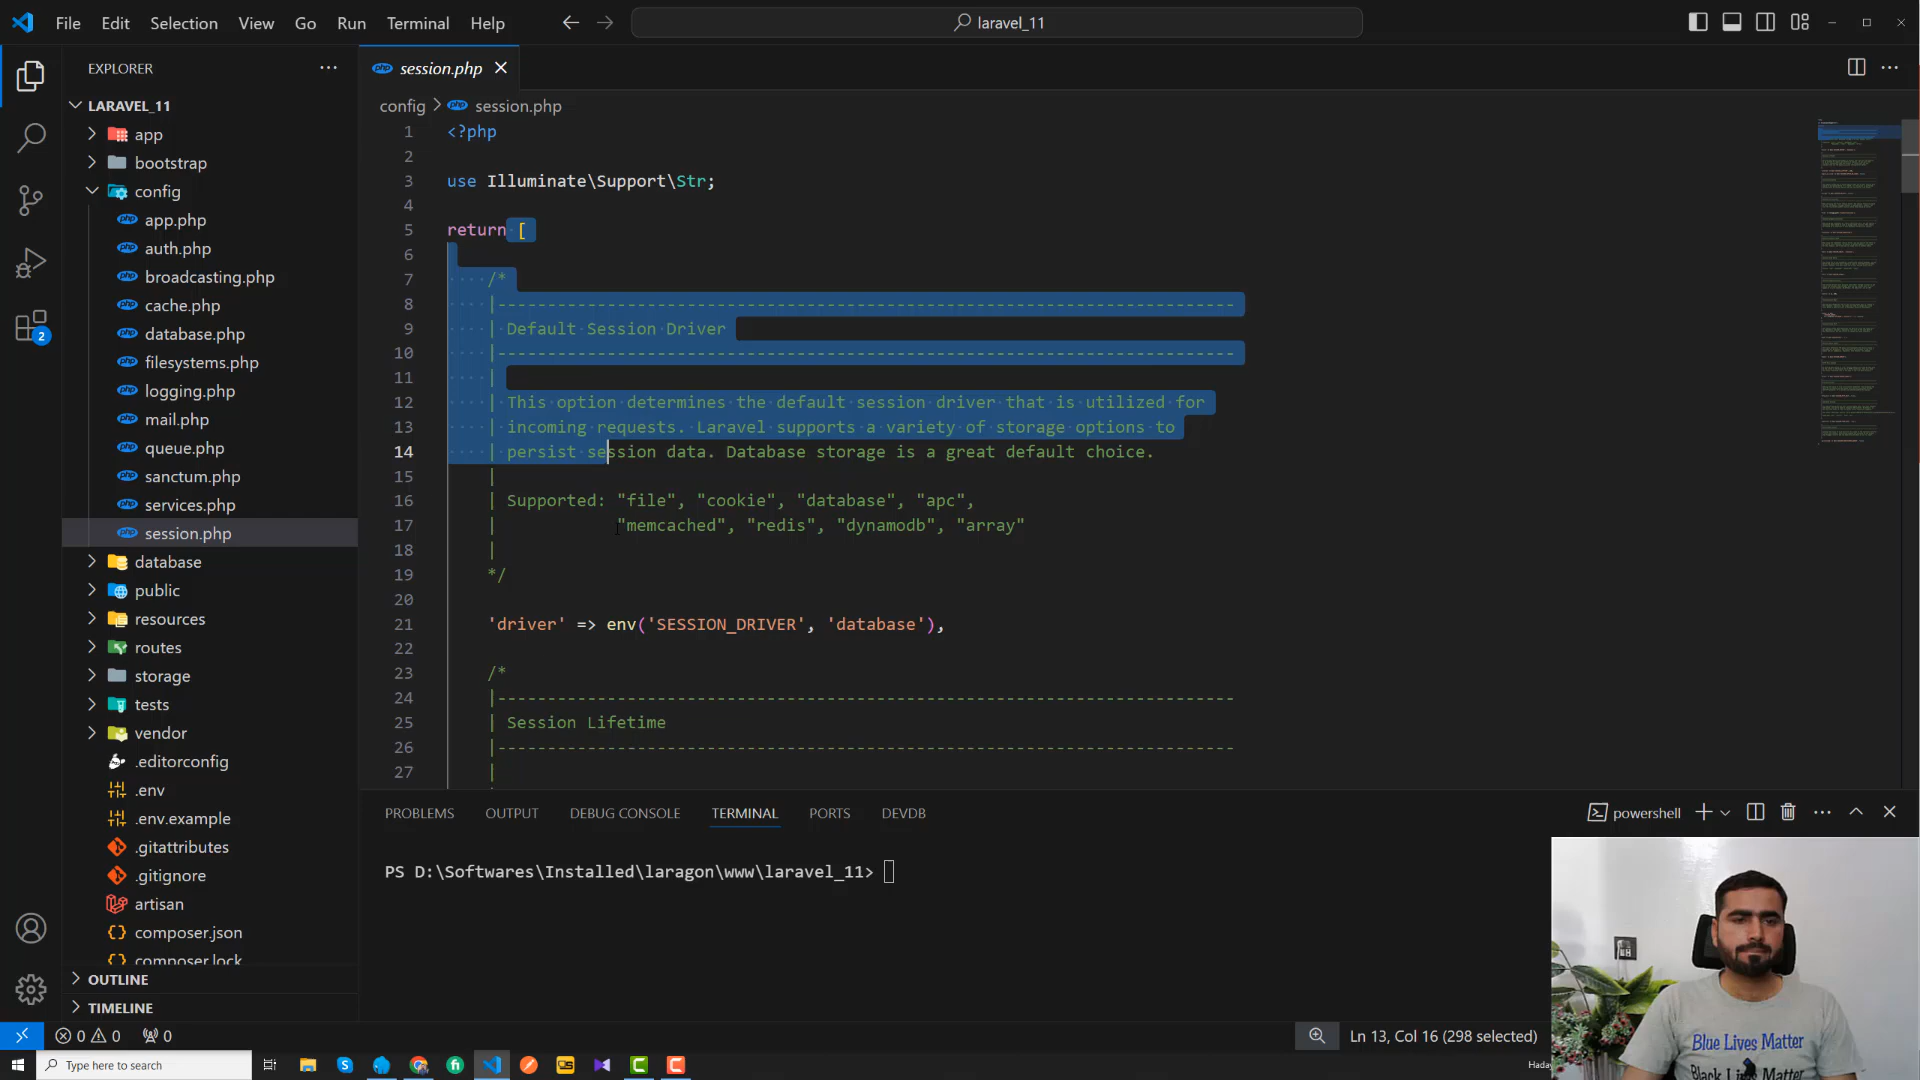 File Edit Selection View Go Run Terminal Help
laravel_11
EXPLORER
LARAVEL_11
app
bootstrap
config
app.php
auth.php
broadcasting.php
cache.php
database.php
filesystems.php
logging.php
mail.php
queue.php
sanctum.php
services.php
session.php
database
public
resources
routes
storage
tests
vendor
.editorconfig
.env
.env.example
.gitattributes
.gitignore
artisan
composer.json
composer.lock
OUTLINE
TIMELINE
2
session.php
config > session.php
1 <?php
2
3 use Illuminate\Support\Str;
4
5 return [
6
7 /*
8 |--------------------------------------------------------------------------
9 | Default Session Driver
10 |--------------------------------------------------------------------------
11 |
12 | This option determines the default session driver that is utilized for
13 | incoming requests. Laravel supports a variety of storage options to
14 | persist session data. Database storage is a great default choice.
15 |
16 | Supported: "file", "cookie", "database", "apc",
17 | "memcached", "redis", "dynamodb", "array"
18 |
19 */
20
21 'driver' => env('SESSION_DRIVER', 'database'),
22
23 /*
24 |--------------------------------------------------------------------------
25 | Session Lifetime
26 |--------------------------------------------------------------------------
27 |
PROBLEMS OUTPUT DEBUG CONSOLE TERMINAL PORTS DEVDB
powershell
PS D:\Softwares\Installed\laragon\www\laravel_11>
0 0 0
Ln 13, Col 16 (298 selected)
Type here to search
Blue Lives Matter